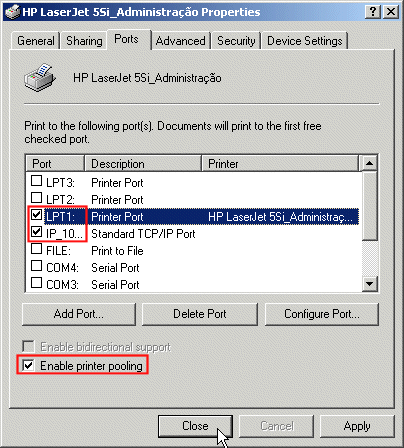 HP LaserJet 5Si_Administração Properties
General Sharing Ports Advanced Security Device Settings
HP LaserJet 5Si_Administração
Print to the following port(s). Documents will print to the first free
checked port.
Port Description Printer
LPT3: Printer Port
LPT2: Printer Port
LPT1: Printer Port HP LaserJet 5Si_Administraç...
IP_10... Standard TCP/IP Port
FILE: Print to File
COM4: Serial Port
COM3: Serial Port
Add Port... Delete Port Configure Port...
Enable bidirectional support
Enable printer pooling
Close Cancel Apply